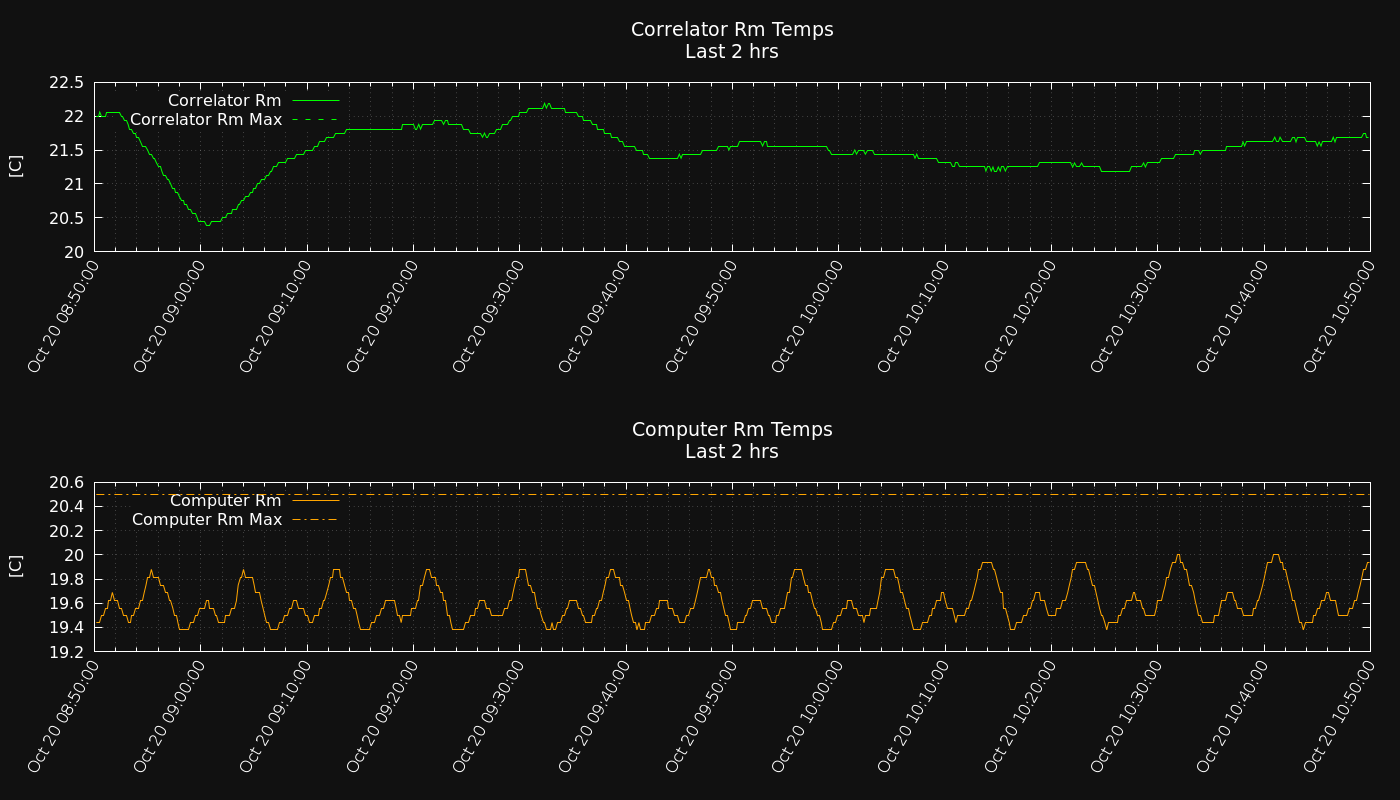 Correlator Rm Temps
Last 2 hrs
22.5
22
21.5
21
20.5
20
[C]
Correlator Rm
Correlator Rm Max
Oct 20 08:50:00
Oct 20 09:00:00
Oct 20 09:10:00
Oct 20 09:20:00
Oct 20 09:30:00
Oct 20 09:40:00
Oct 20 09:50:00
Oct 20 10:00:00
Oct 20 10:10:00
Oct 20 10:20:00
Oct 20 10:30:00
Oct 20 10:40:00
Oct 20 10:50:00
Computer Rm Temps
Last 2 hrs
20.6
20.4
20.2
20
19.8
19.6
19.4
19.2
[C]
Computer Rm
Computer Rm Max
Oct 20 08:50:00
Oct 20 09:00:00
Oct 20 09:10:00
Oct 20 09:20:00
Oct 20 09:30:00
Oct 20 09:40:00
Oct 20 09:50:00
Oct 20 10:00:00
Oct 20 10:10:00
Oct 20 10:20:00
Oct 20 10:30:00
Oct 20 10:40:00
Oct 20 10:50:00